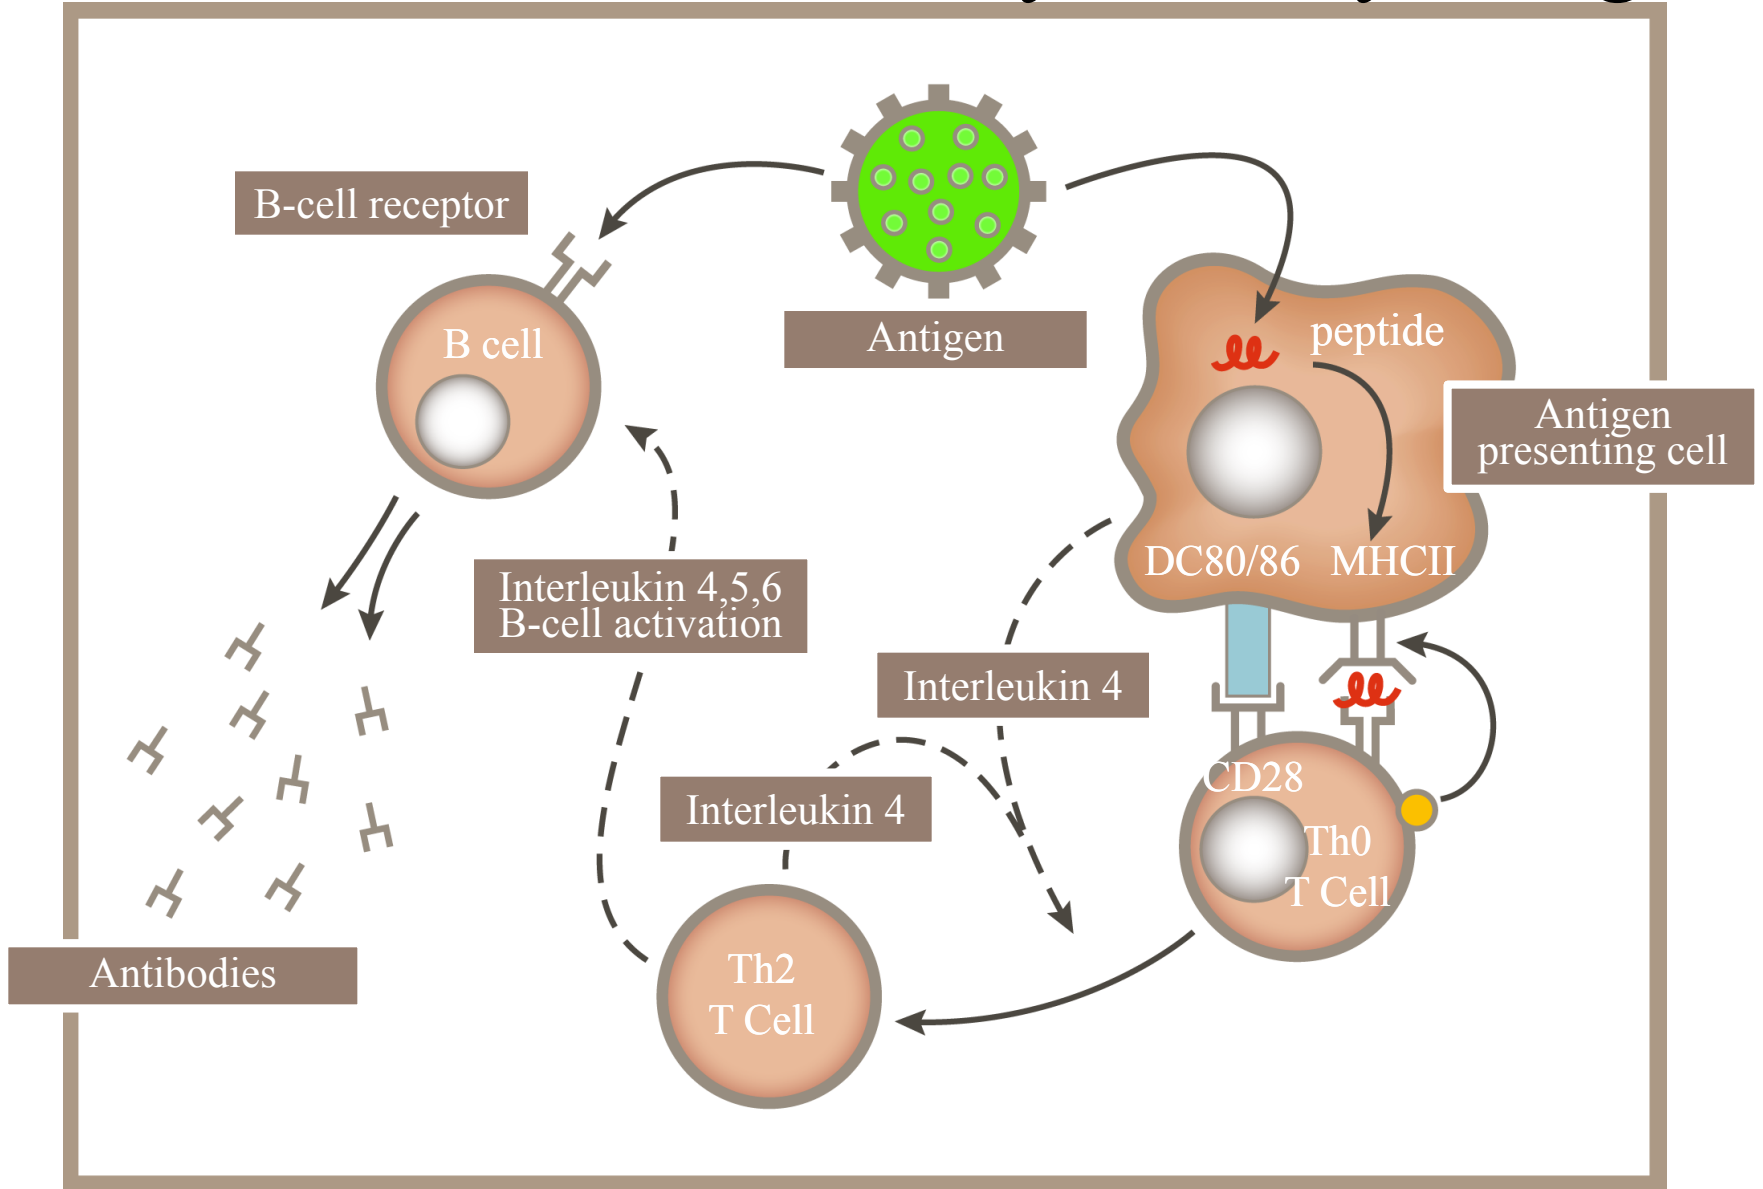 B-cell receptor
B cell
Antigen
peptide
Antigen
presenting cell
DC80/86
MHCII
Interleukin 4,5,6
B-cell activation
Interleukin 4
Interleukin 4
CD28
Th0
T Cell
Th2
T Cell
Antibodies